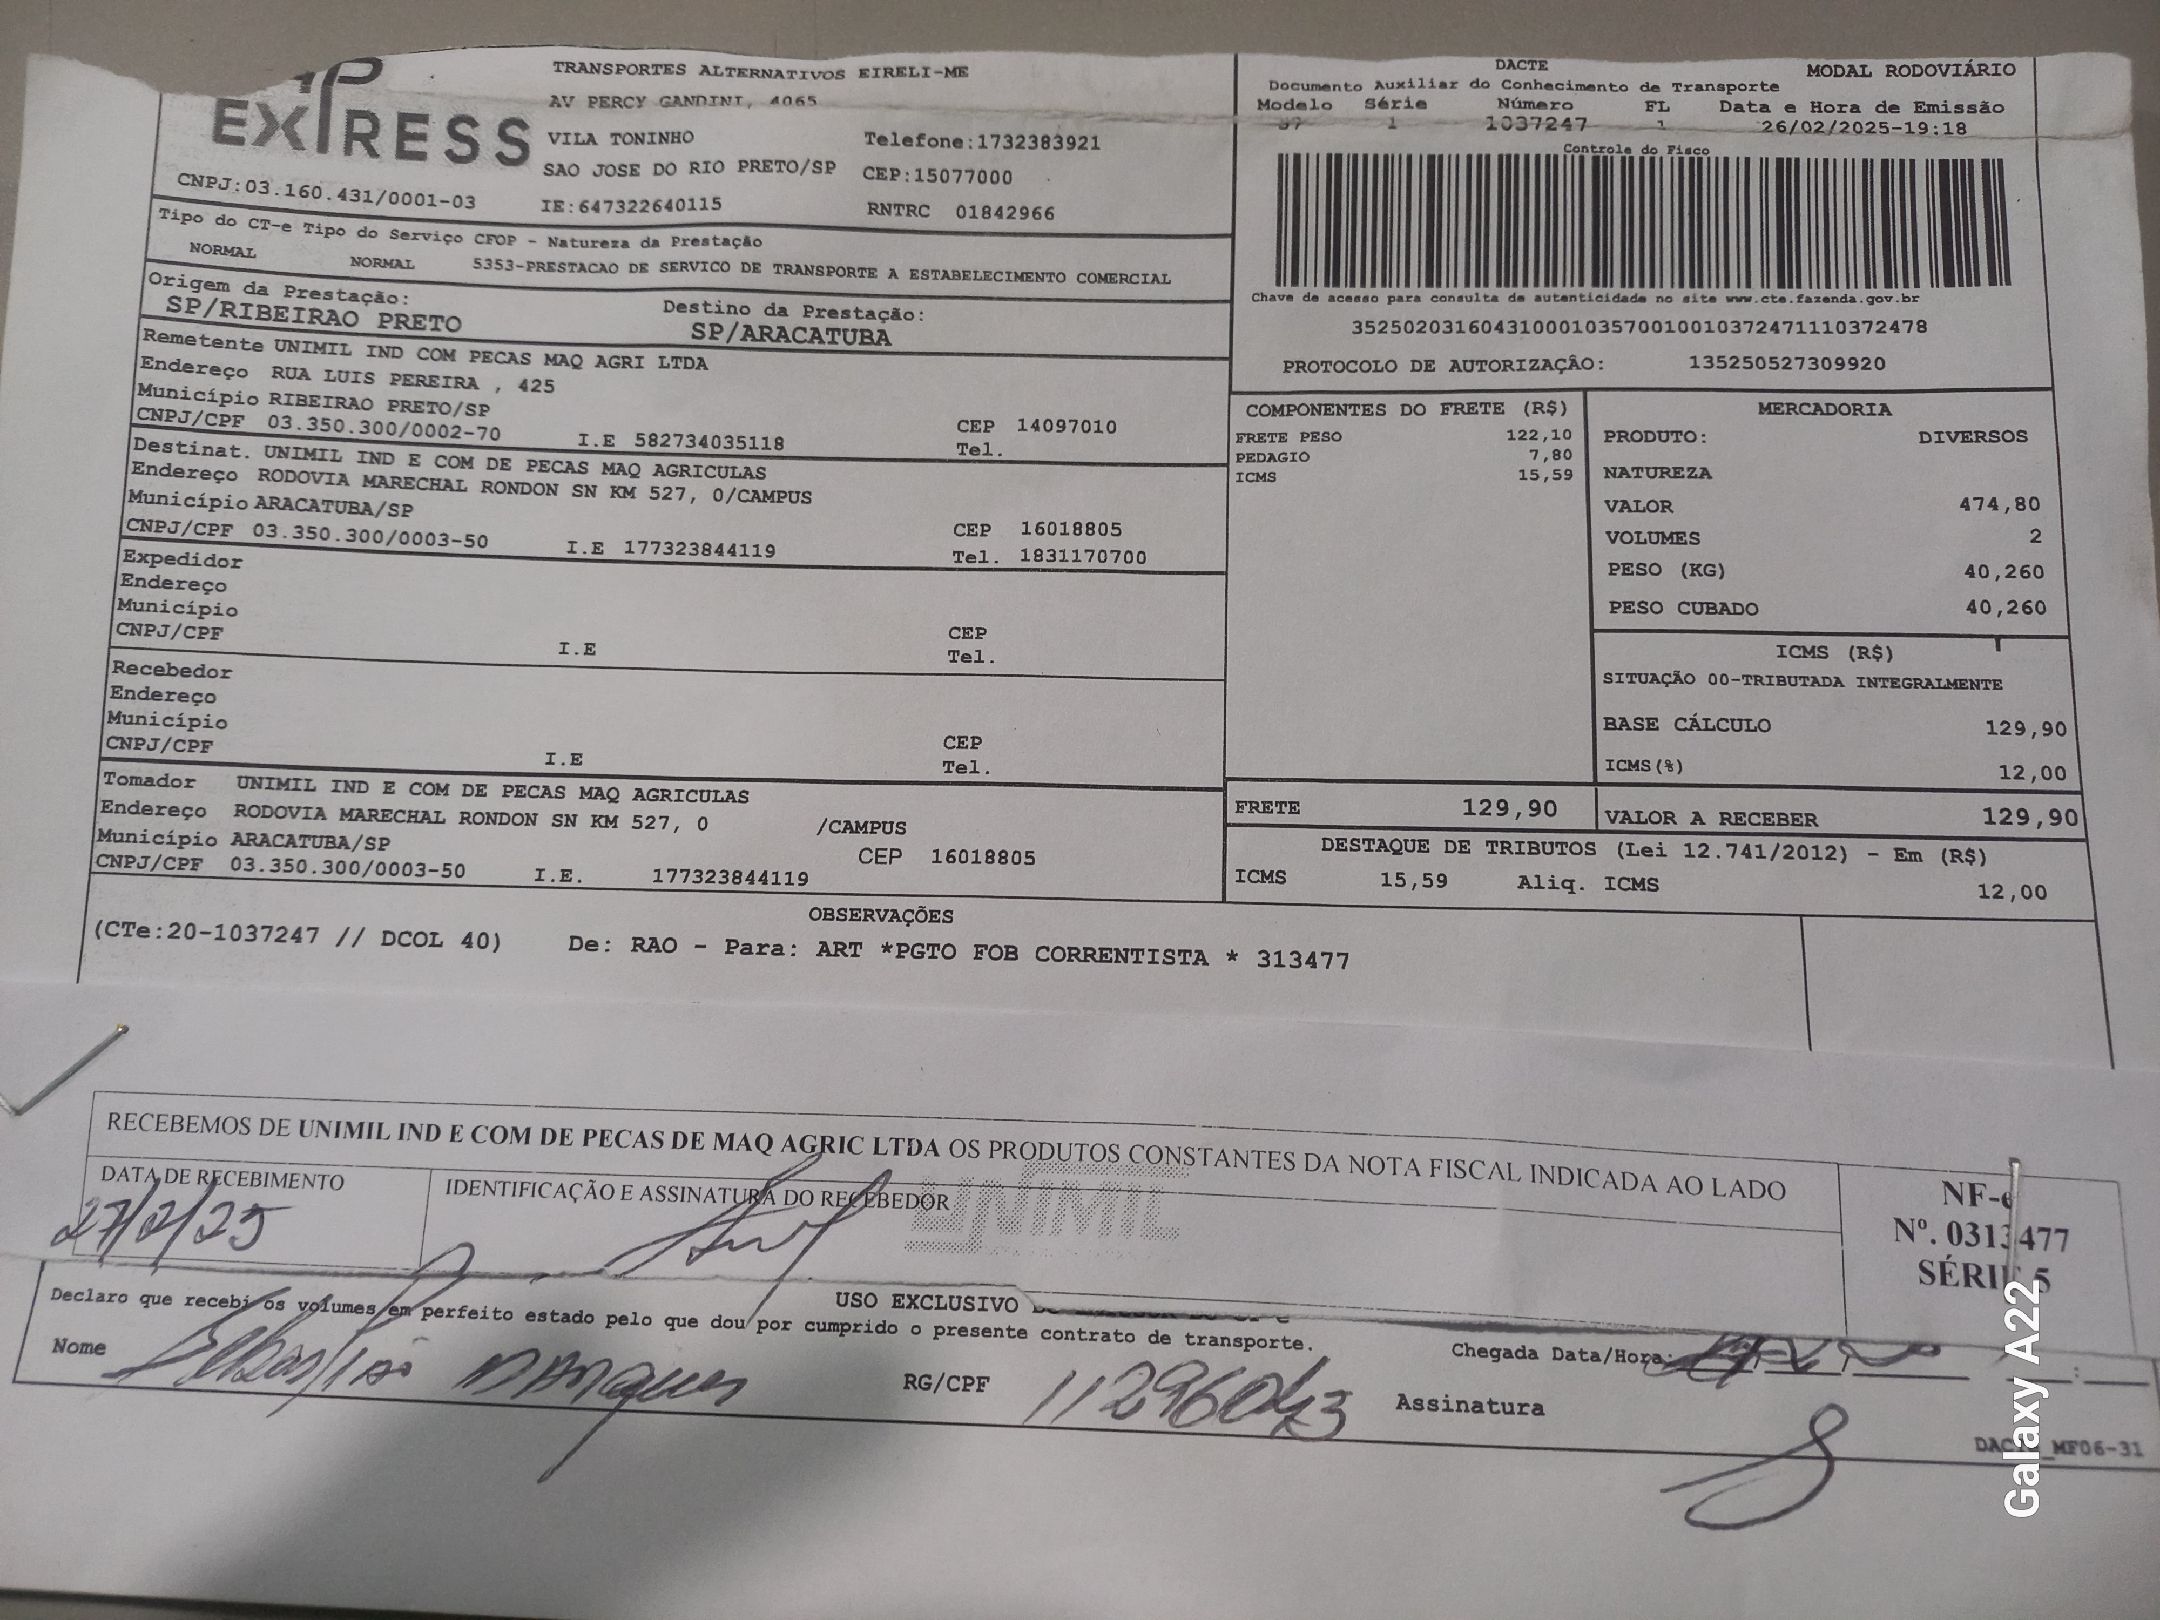 EXPRESS
TRANSPORTES ALTERNATIVOS EIRELI-ME
AV PERCY GANDINI, 4065
VILA TONINHO Telefone:1732383921
SAO JOSE DO RIO PRETO/SP CEP:15077000
CNPJ:03.160.431/0001-03 IE:647322640115 RNTRC 01842966
DACTE MODAL RODOVIÁRIO
Documento Auxiliar do Conhecimento de Transporte
Modelo Série Número FL Data e Hora de Emissão
57 1 1037247 1 26/02/2025-19:18
Controle do Fisco
Chave de acesso para consulta de autenticidade no site www.cte.fazenda.gov.br
35250203160431000103570010010372471110372478
PROTOCOLO DE AUTORIZAÇÃO: 135250527309920
Tipo do CT-e Tipo do Serviço CFOP - Natureza da Prestação
NORMAL NORMAL 5353-PRESTACAO DE SERVICO DE TRANSPORTE A ESTABELECIMENTO COMERCIAL
Origem da Prestação: Destino da Prestação:
SP/RIBEIRAO PRETO SP/ARACATUBA
Remetente UNIMIL IND COM PECAS MAQ AGRI LTDA
Endereço RUA LUIS PEREIRA , 425
Município RIBEIRAO PRETO/SP CEP 14097010
CNPJ/CPF 03.350.300/0002-70 I.E 582734035118 Tel.
Destinat. UNIMIL IND E COM DE PECAS MAQ AGRICULAS
Endereço RODOVIA MARECHAL RONDON SN KM 527, 0/CAMPUS
Município ARACATUBA/SP CEP 16018805
CNPJ/CPF 03.350.300/0003-50 I.E 177323844119 Tel. 1831170700
Expedidor
Endereço
Município CEP
CNPJ/CPF I.E Tel.
Recebedor
Endereço
Município CEP
CNPJ/CPF I.E Tel.
Tomador UNIMIL IND E COM DE PECAS MAQ AGRICULAS
Endereço RODOVIA MARECHAL RONDON SN KM 527, 0 /CAMPUS
Município ARACATUBA/SP CEP 16018805
CNPJ/CPF 03.350.300/0003-50 I.E. 177323844119
COMPONENTES DO FRETE (R$)
FRETE PESO 122,10
PEDAGIO 7,80
ICMS 15,59
MERCADORIA
PRODUTO: DIVERSOS
NATUREZA
VALOR 474,80
VOLUMES 2
PESO (KG) 40,260
PESO CUBADO 40,260
ICMS (R$)
SITUAÇÃO 00-TRIBUTADA INTEGRALMENTE
BASE CÁLCULO 129,90
ICMS(%) 12,00
FRETE 129,90 VALOR A RECEBER 129,90
DESTAQUE DE TRIBUTOS (Lei 12.741/2012) - Em (R$)
ICMS 15,59 Aliq. ICMS 12,00
OBSERVAÇÕES
(CTe:20-1037247 // DCOL 40) De: RAO - Para: ART *PGTO FOB CORRENTISTA * 313477
RECEBEMOS DE UNIMIL IND E COM DE PECAS DE MAQ AGRIC LTDA OS PRODUTOS CONSTANTES DA NOTA FISCAL INDICADA AO LADO
DATA DE RECEBIMENTO IDENTIFICAÇÃO E ASSINATURA DO RECEBEDOR
27/2/25
UNIMIL
NF-e
Nº. 0313477
SÉRIE 5
USO EXCLUSIVO
Declaro que recebi os volumes em perfeito estado pelo que dou por cumprido o presente contrato de transporte.
Nome RG/CPF Chegada Data/Hora:
Assinatura
DACTE_MF06-31
Galaxy A22